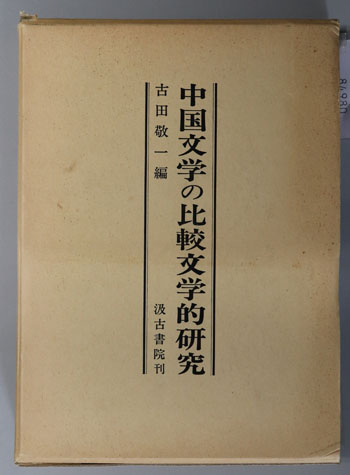 中国文学の比較文学的研究
古田敬一編
汲古書院刊